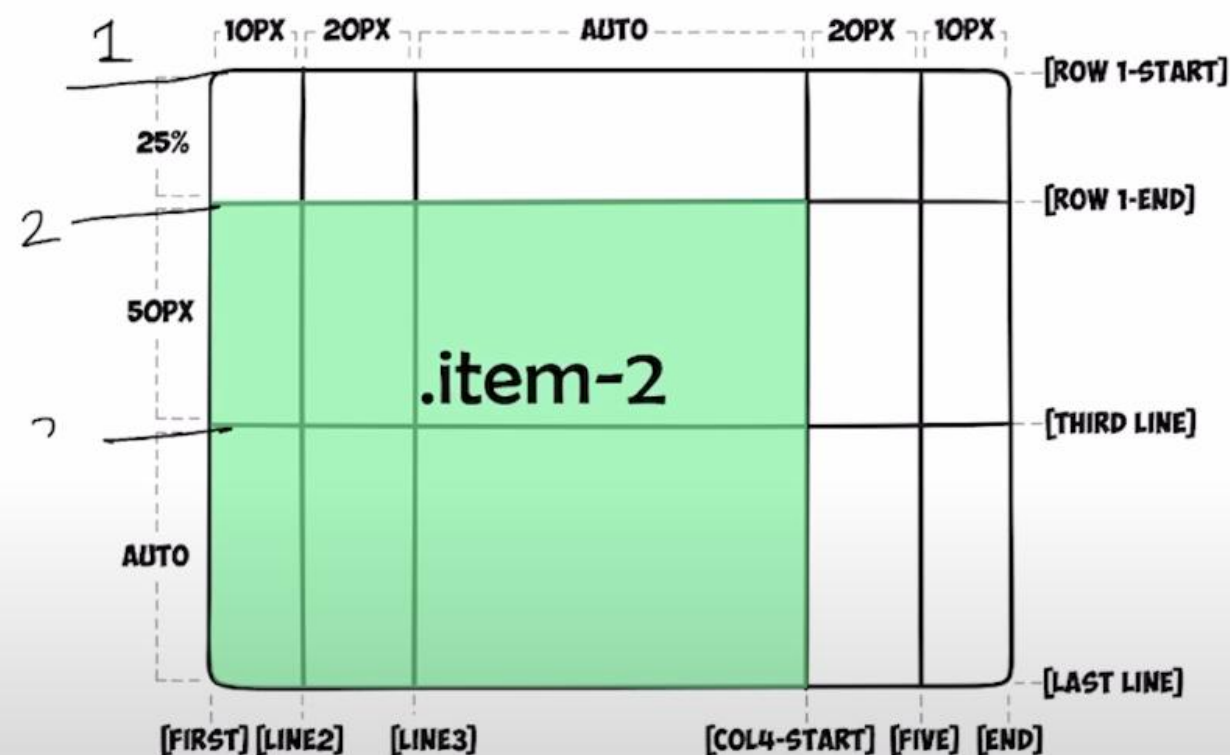 1
10PX 20PX AUTO 20PX 10PX
[ROW 1-START]
25%
2
[ROW 1-END]
50PX
.item-2
[THIRD LINE]
AUTO
[LAST LINE]
[FIRST] [LINE2] [LINE3] [COL4-START] [FIVE] [END]